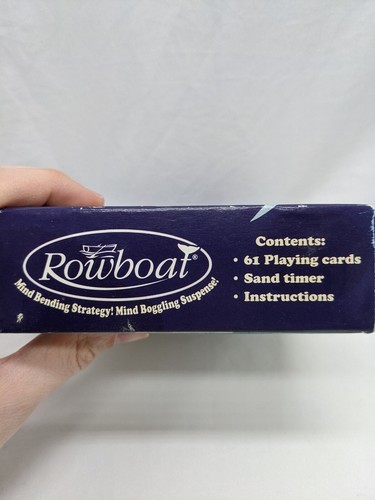 Rowboat®
Mind Bending Strategy! Mind Boggling Suspense!
Contents:
• 61 Playing cards
• Sand timer
• Instructions